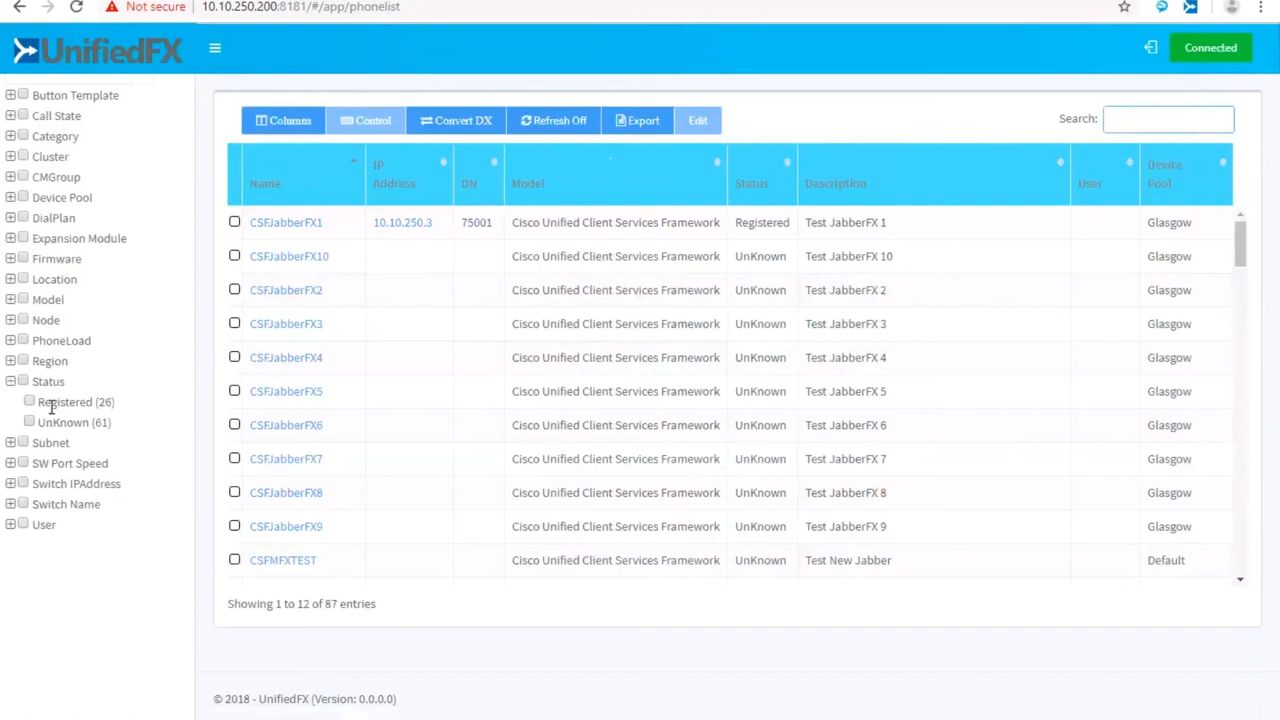 Not secure 10.10.250.200:8181/#/app/phonelist
UnifiedFX
Connected
Button Template
Call State
Category
Cluster
CMGroup
Device Pool
DialPlan
Expansion Module
Firmware
Location
Model
Node
PhoneLoad
Region
Status
Registered (26)
UnKnown (61)
Subnet
SW Port Speed
Switch IPAddress
Switch Name
User
Columns Control Convert DX Refresh Off Export Edit Search:
Name IP Address DN Model Status Description User Device Pool
CSFJabberFX1 10.10.250.3 75001 Cisco Unified Client Services Framework Registered Test JabberFX 1 Glasgow
CSFJabberFX10 Cisco Unified Client Services Framework UnKnown Test JabberFX 10 Glasgow
CSFJabberFX2 Cisco Unified Client Services Framework UnKnown Test JabberFX 2 Glasgow
CSFJabberFX3 Cisco Unified Client Services Framework UnKnown Test JabberFX 3 Glasgow
CSFJabberFX4 Cisco Unified Client Services Framework UnKnown Test JabberFX 4 Glasgow
CSFJabberFX5 Cisco Unified Client Services Framework UnKnown Test JabberFX 5 Glasgow
CSFJabberFX6 Cisco Unified Client Services Framework UnKnown Test JabberFX 6 Glasgow
CSFJabberFX7 Cisco Unified Client Services Framework UnKnown Test JabberFX 7 Glasgow
CSFJabberFX8 Cisco Unified Client Services Framework UnKnown Test JabberFX 8 Glasgow
CSFJabberFX9 Cisco Unified Client Services Framework UnKnown Test JabberFX 9 Glasgow
CSFMFXTEST Cisco Unified Client Services Framework UnKnown Test New Jabber Default
Showing 1 to 12 of 87 entries
© 2018 - UnifiedFX (Version: 0.0.0.0)